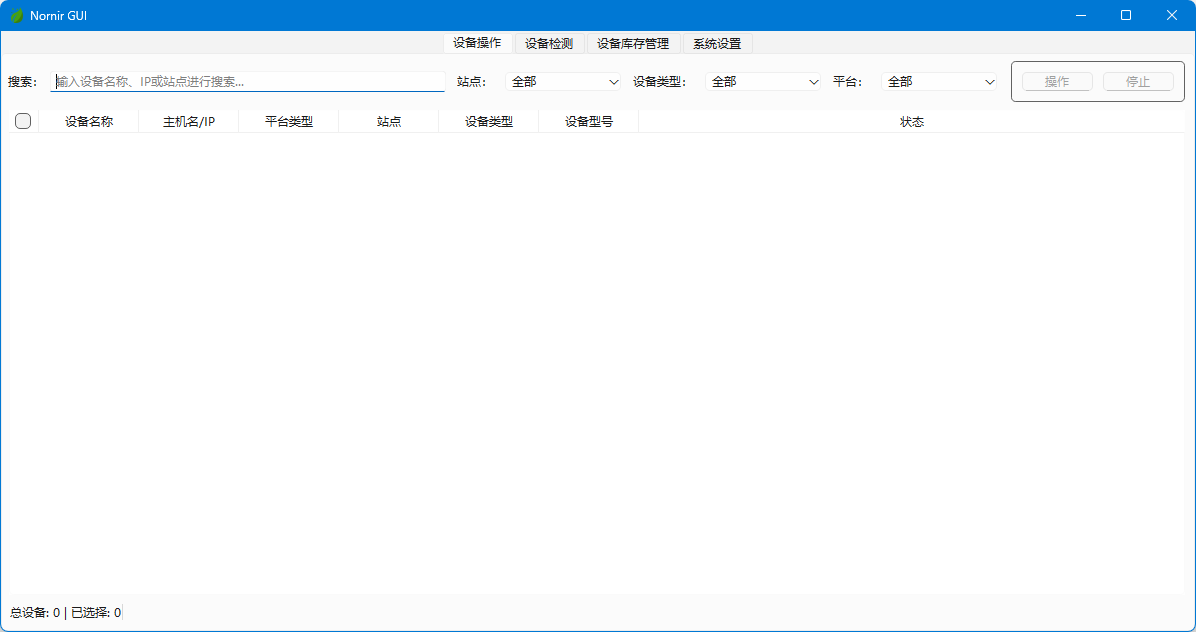 Nornir GUI
设备操作 设备检测 设备库存管理 系统设置
搜索: 输入设备名称、IP或站点进行搜索... 站点: 全部 设备类型: 全部 平台: 全部 操作 停止
设备名称 主机名/IP 平台类型 站点 设备类型 设备型号 状态
总设备: 0 | 已选择: 0